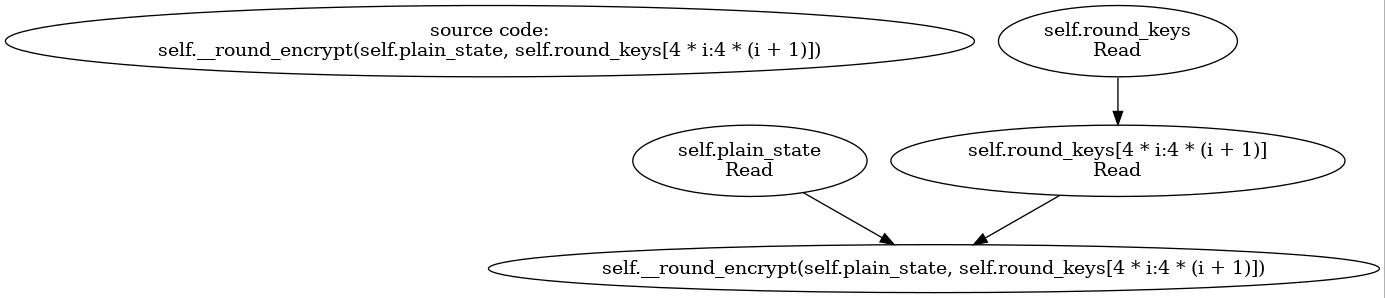 source code:
self.__round_encrypt(self.plain_state, self.round_keys[4 * i:4 * (i + 1)])
self.round_keys
Read
self.plain_state
Read
self.round_keys[4 * i:4 * (i + 1)]
Read
self.__round_encrypt(self.plain_state, self.round_keys[4 * i:4 * (i + 1)])